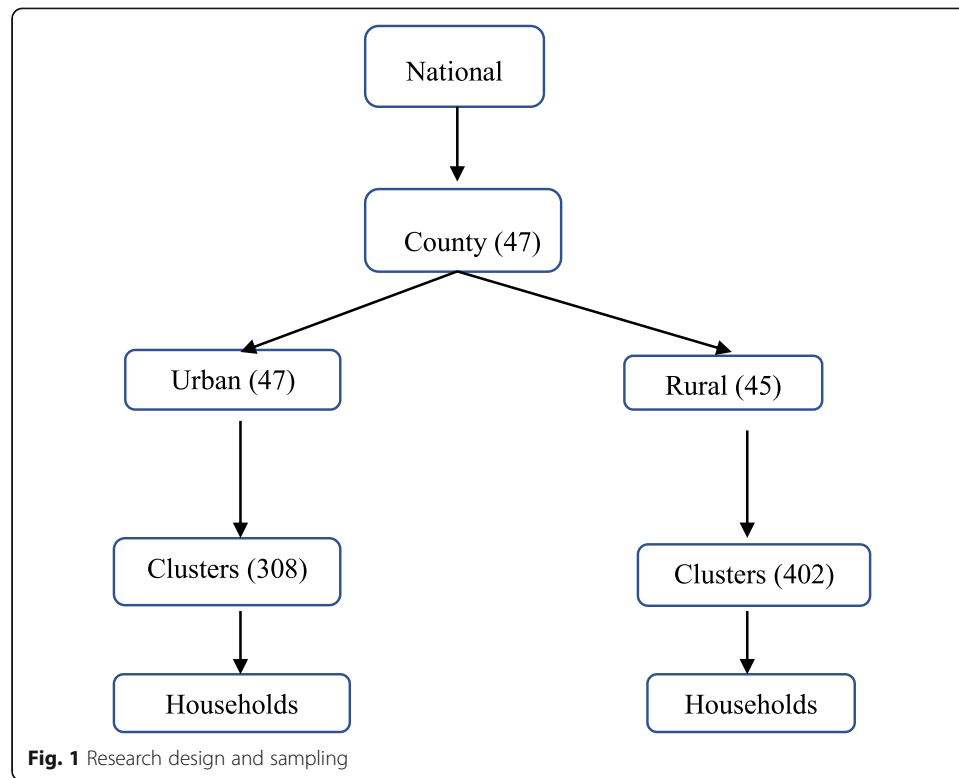 National
County (47)
Urban (47)
Rural (45)
Clusters (308)
Clusters (402)
Households
Households
Fig. 1 Research design and sampling